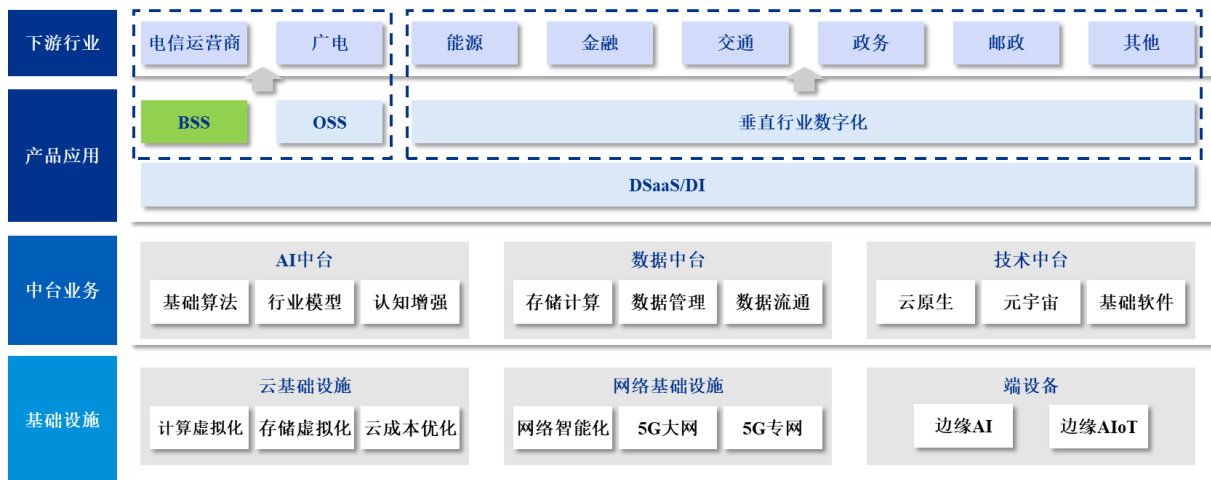 下游行业
电信运营商 广电 能源 金融 交通 政务 邮政 其他
产品应用
BSS OSS 垂直行业数字化
DSaaS/DI
中台业务
AI中台 数据中台 技术中台
基础算法 行业模型 认知增强 存储计算 数据管理 数据流通 云原生 元宇宙 基础软件
基础设施
云基础设施 网络基础设施 端设备
计算虚拟化 存储虚拟化 云成本优化 网络智能化 5G大网 5G专网 边缘AI 边缘AIoT